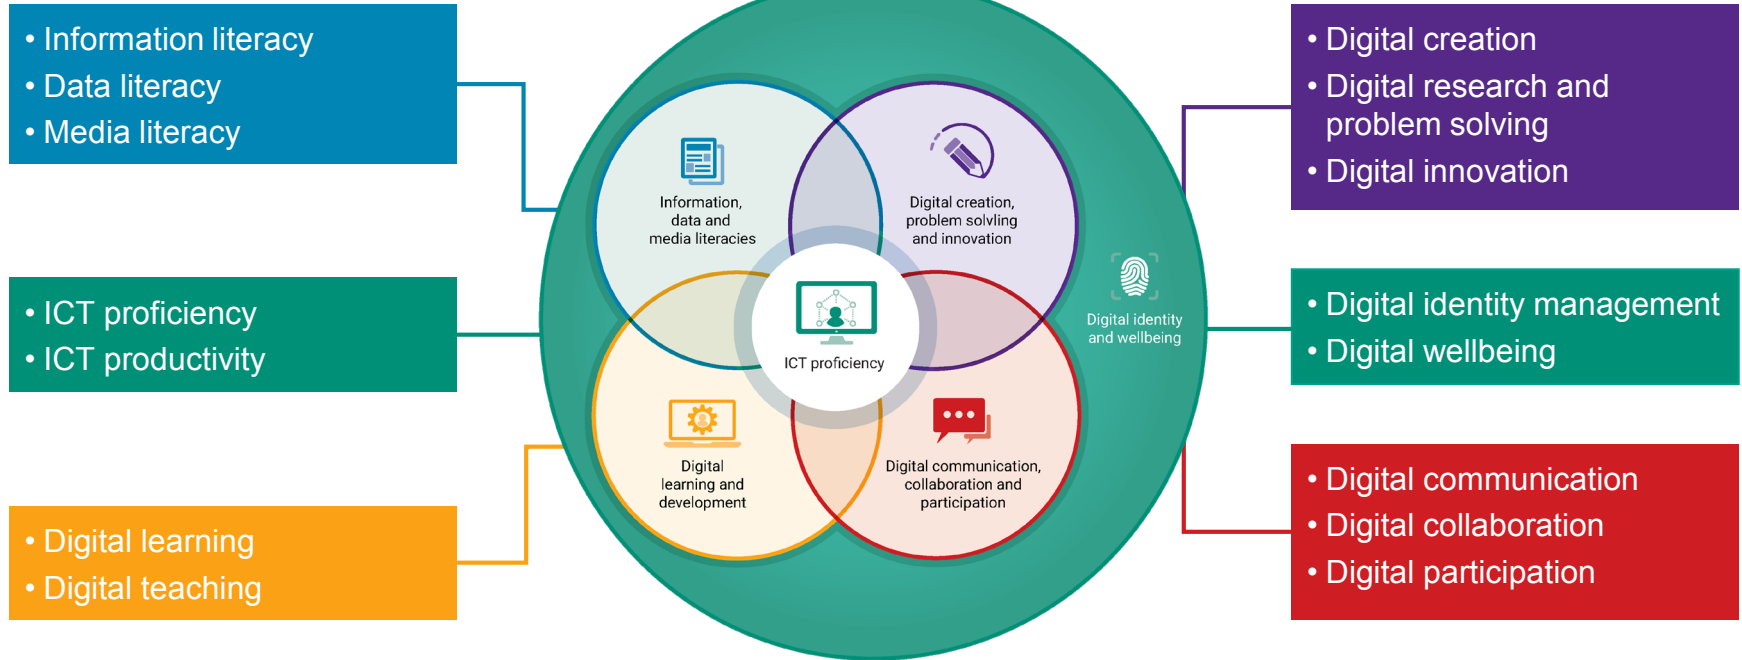 • Information literacy
• Data literacy
• Media literacy
• ICT proficiency
• ICT productivity
• Digital learning
• Digital teaching
Information,
data and
media literacies
Digital creation,
problem solvling
and innovation
ICT proficiency
Digital identity
and wellbeing
Digital
learning and
development
Digital communication,
collaboration and
participation
• Digital creation
• Digital research and
problem solving
• Digital innovation
• Digital identity management
• Digital wellbeing
• Digital communication
• Digital collaboration
• Digital participation